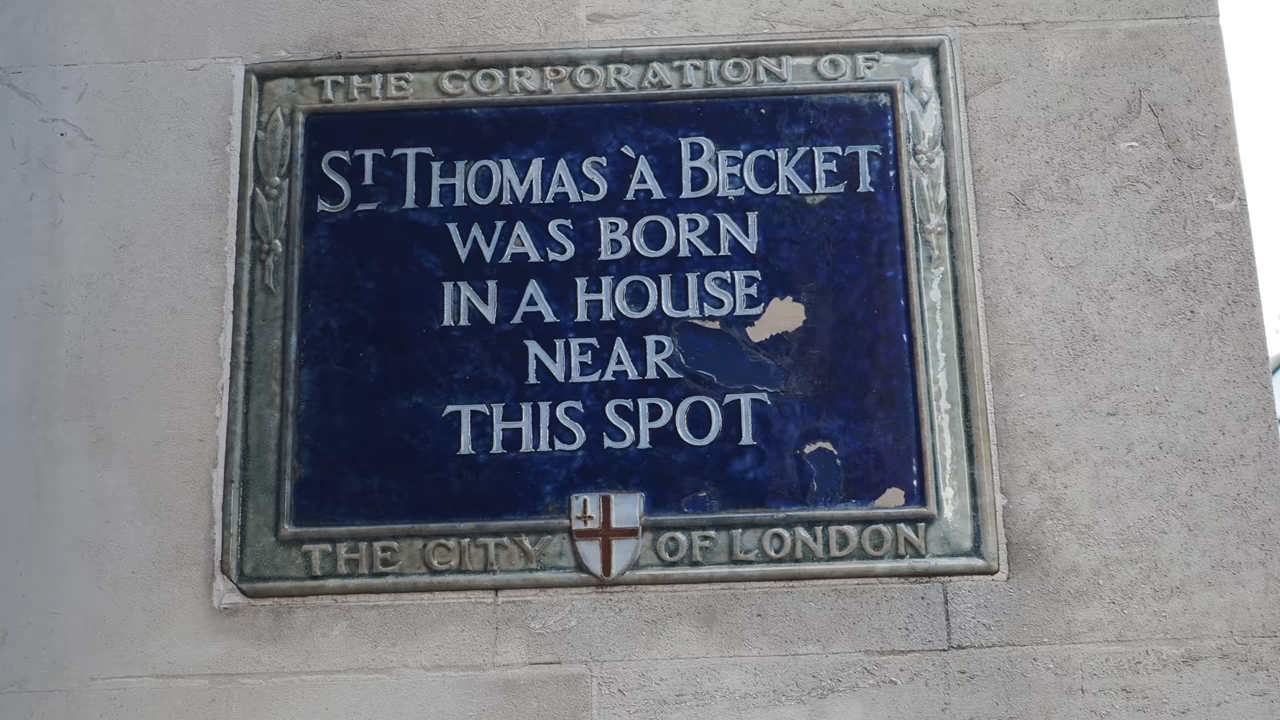 THE CORPORATION OF
ST THOMAS À BECKET
WAS BORN
IN A HOUSE
NEAR
THIS SPOT
THE CITY OF LONDON